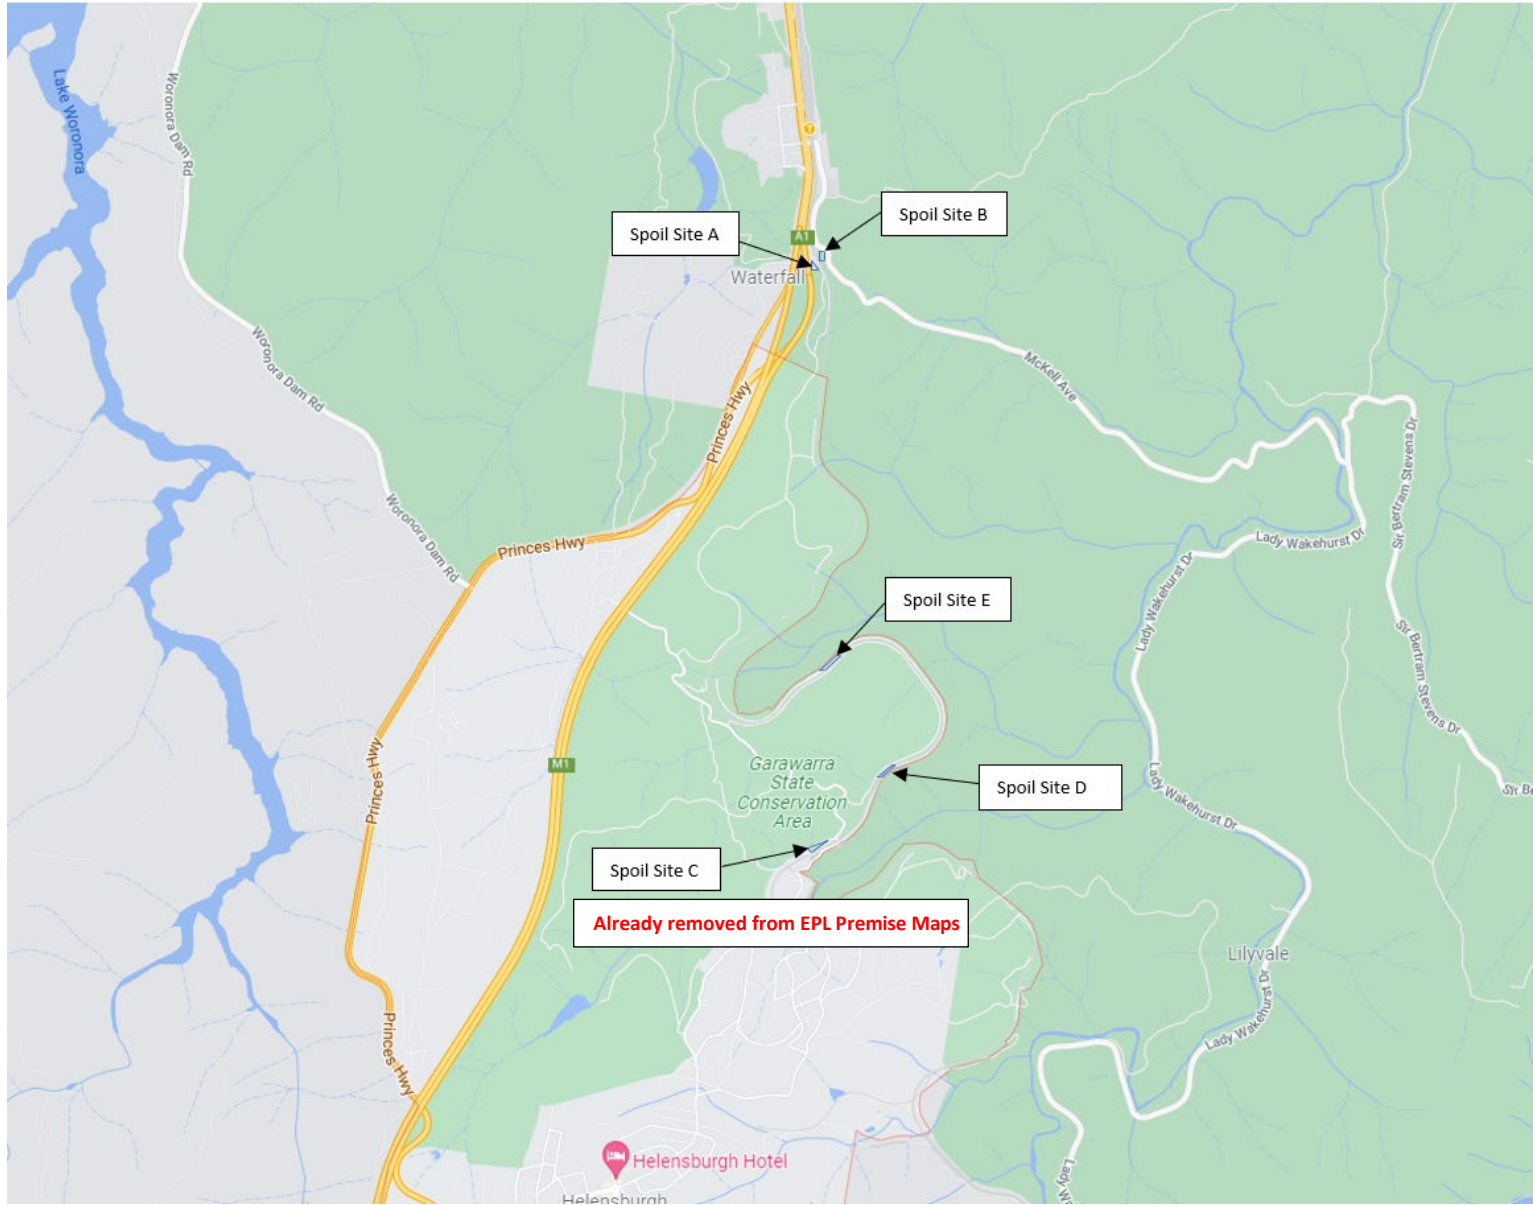 Lake Woronora
Woronora Dam Rd
T
Spoil Site B
Spoil Site A
A1
Waterfall
Woronora Dam Rd
McKell Ave
Princes Hwy
Sir Bertram Stevens Dr
Woronora Dam Rd
Princes Hwy
Lady Wakehurst Dr
Lady Wakehurst Dr
Spoil Site E
Sir Bertram Stevens Dr
Princes Hwy
M1
Garawarra
State
Conservation
Area
Spoil Site D
Lady Wakehurst Dr
Sir Be
Spoil Site C
Already removed from EPL Premise Maps
Lilyvale
Lady Wakehurst Dr
Princes Hwy
Helensburgh Hotel
Helensburgh
Lady Wa